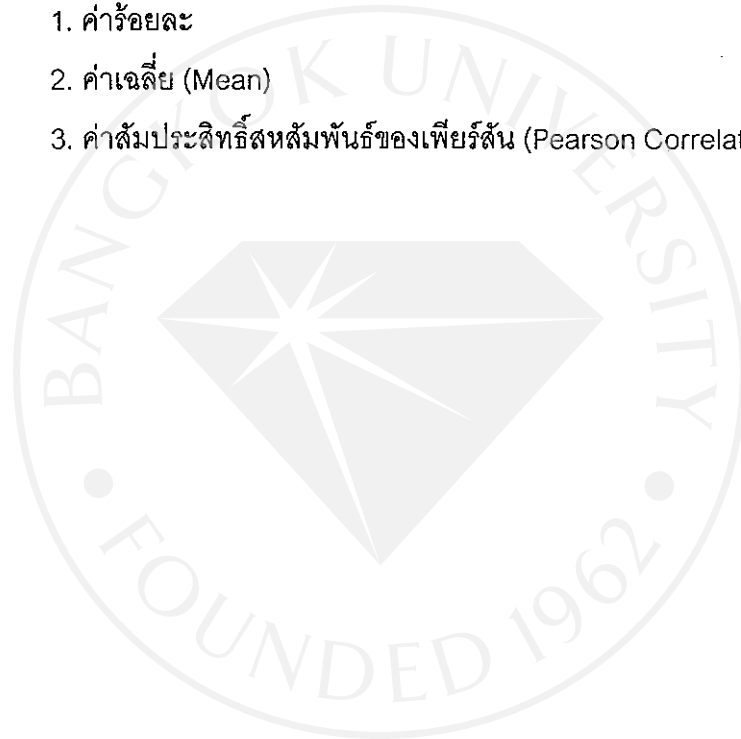 1. ค่าร้อยละ
2. ค่าเฉลี่ย (Mean)
3. ค่าสัมประสิทธิ์สหสัมพันธ์ของเพียร์สัน (Pearson Correlat
BANGKOK UNIVERSITY
FOUNDED 1962